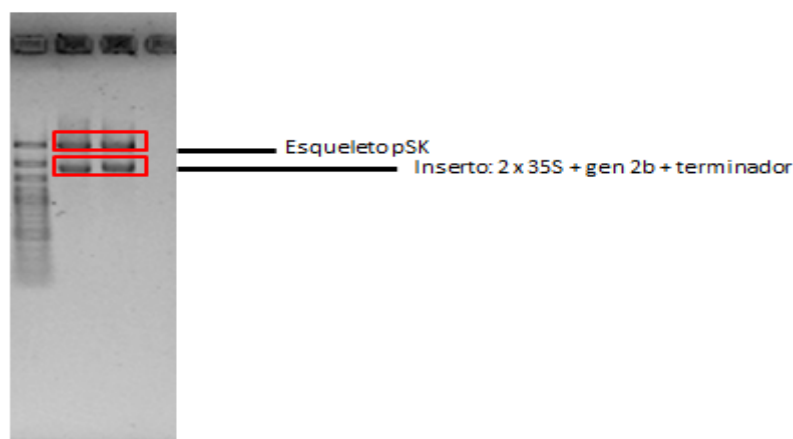 Esqueleto pSK
Inserto: 2 x 35S + gen 2b + terminador